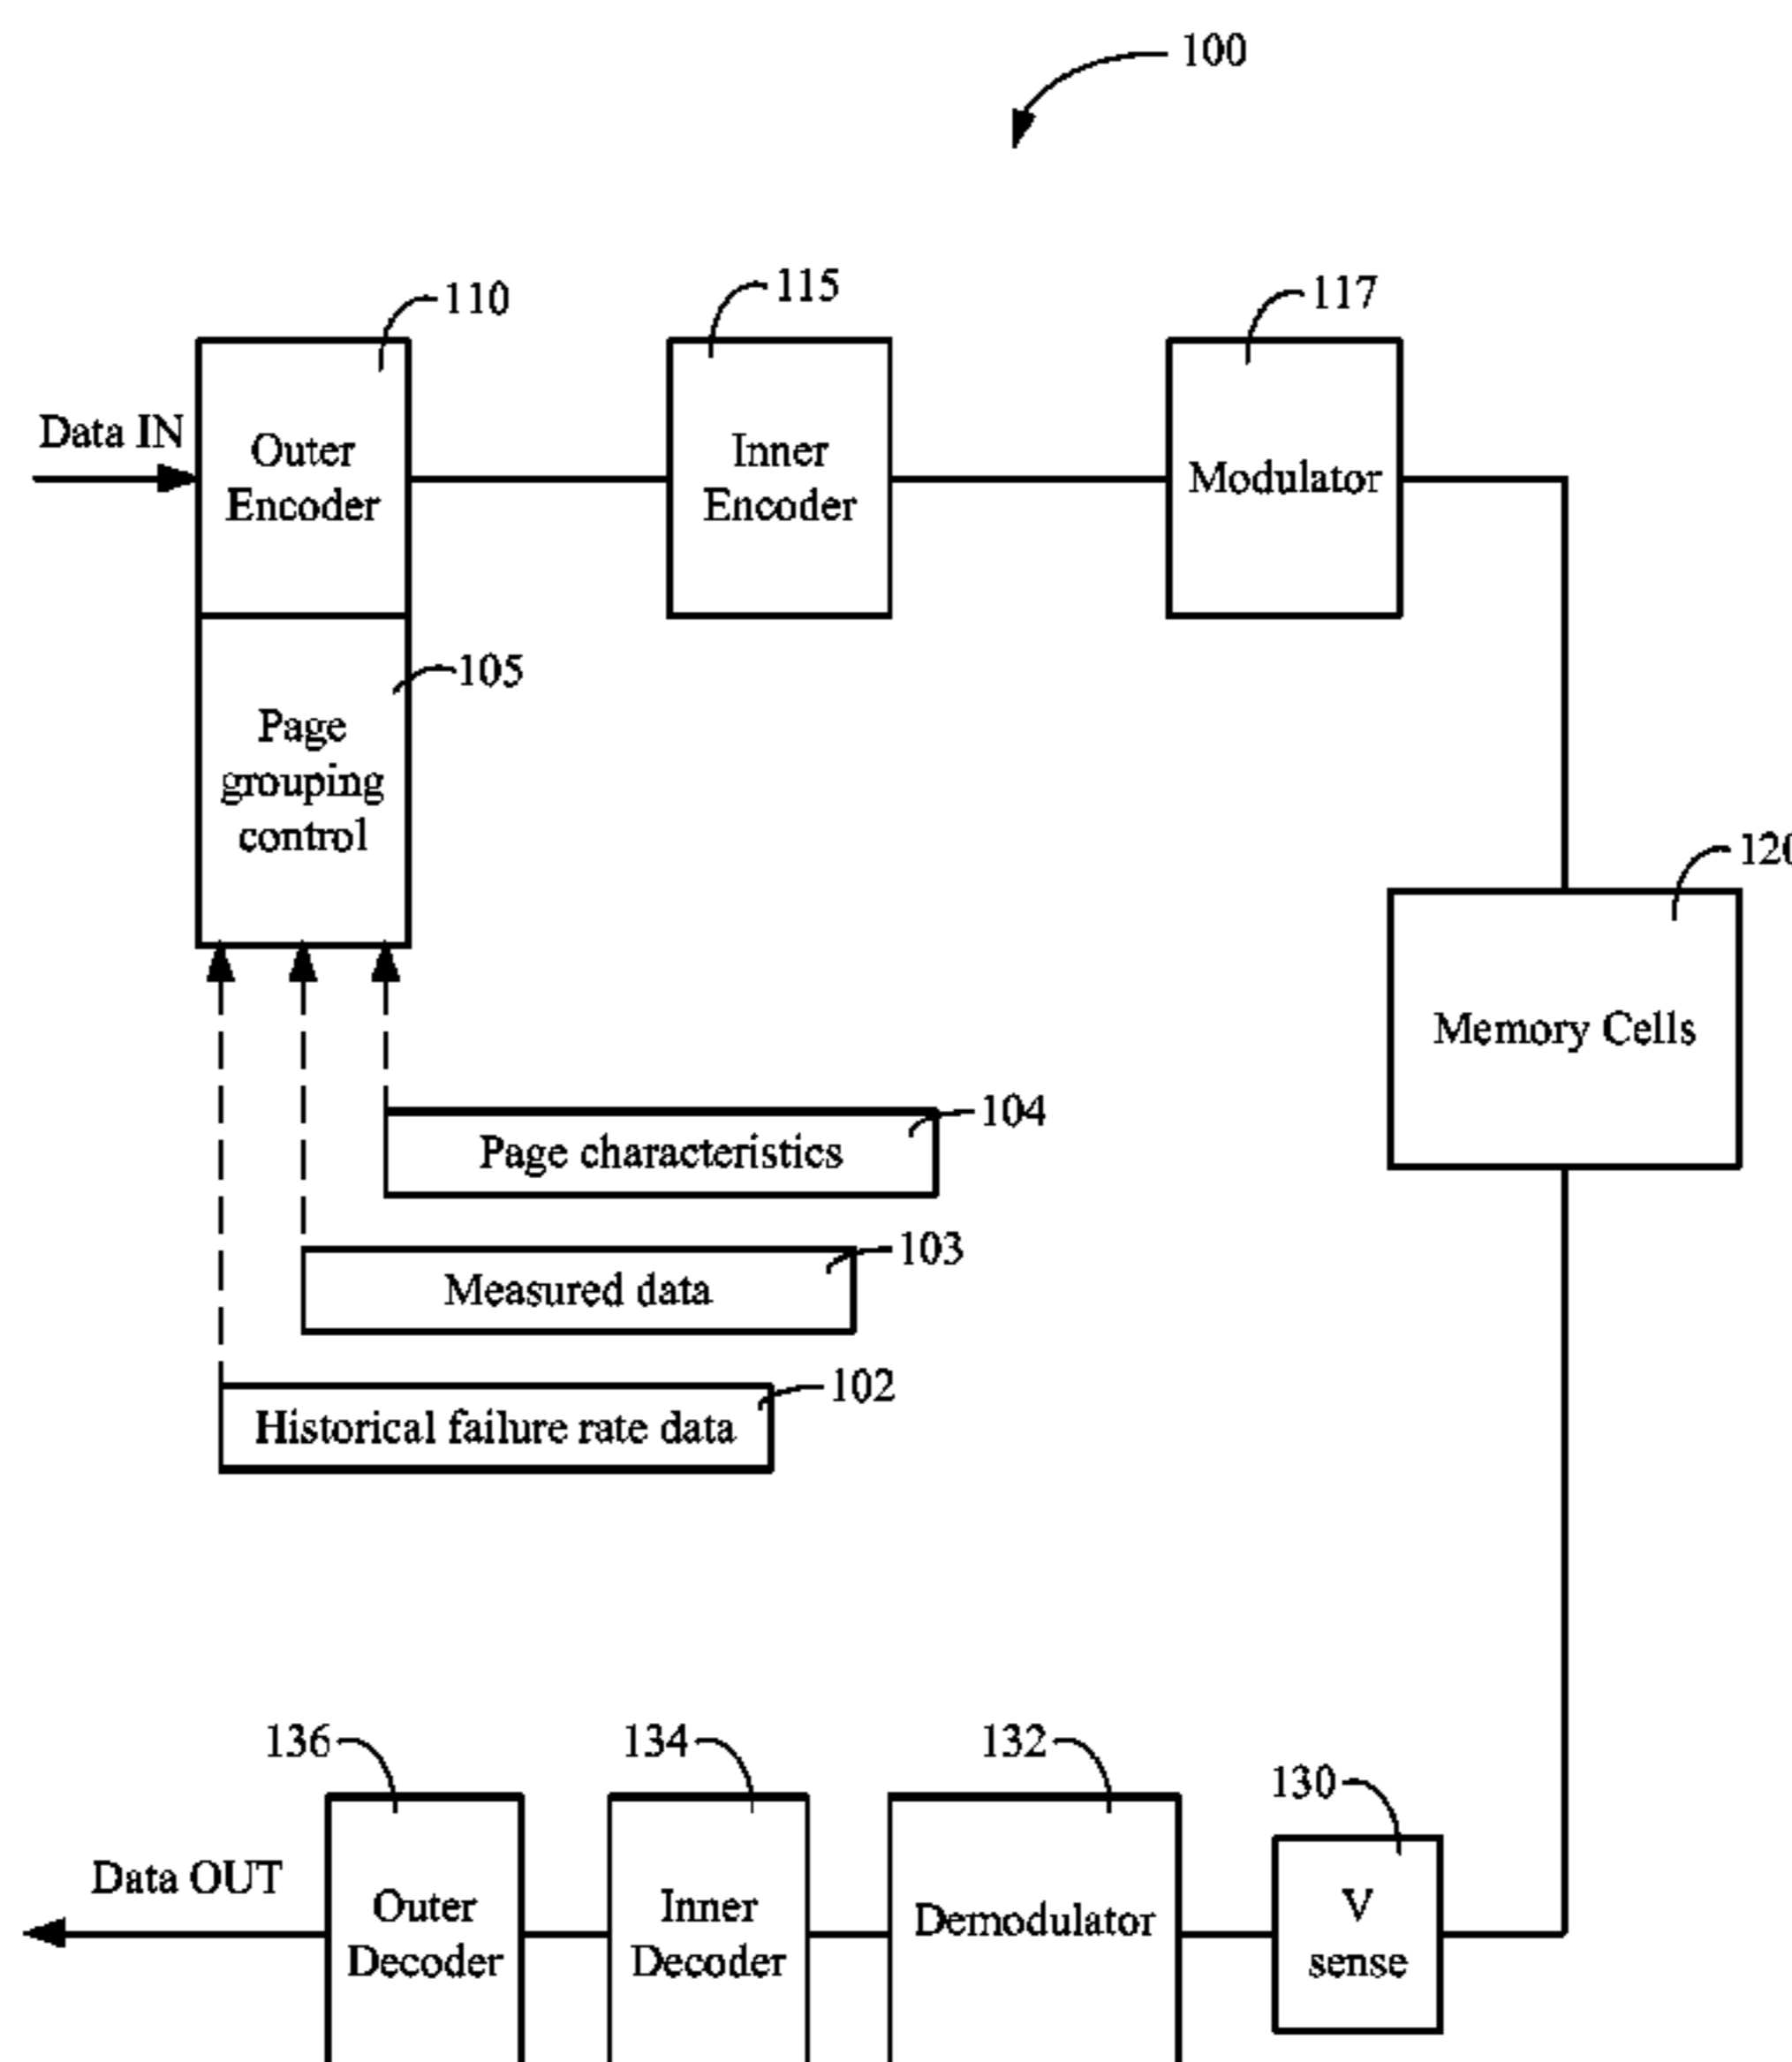 100
110
115
117
Data IN
Outer
Encoder
Inner
Encoder
Modulator
105
Page
grouping
control
120
Memory Cells
104
Page characteristics
103
Measured data
102
Historical failure rate data
136
134
132
130
Data OUT
Outer
Decoder
Inner
Decoder
Demodulator
V
sense